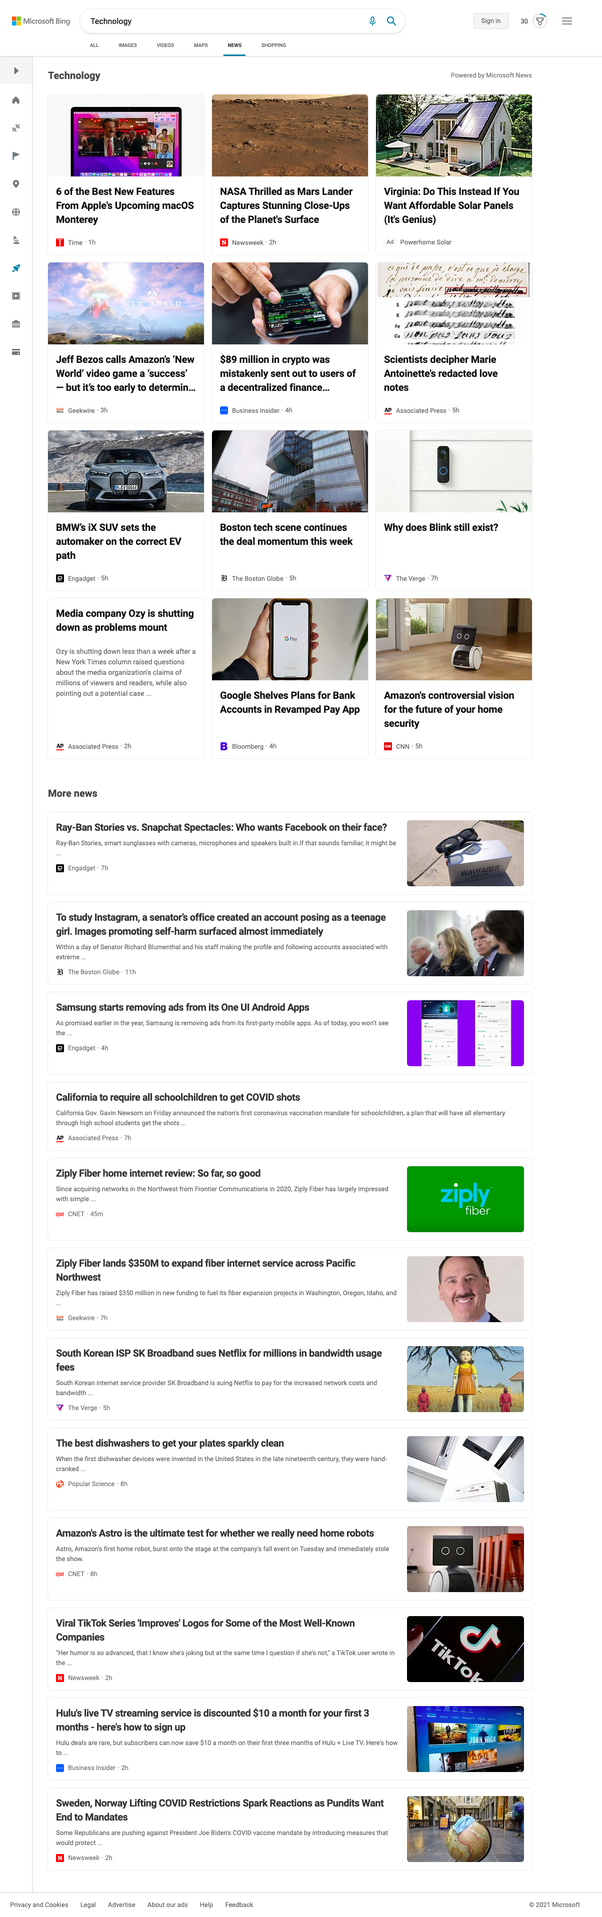 Microsoft Bing
Technology
Sign in
30
ALL
IMAGES
VIDEOS
MAPS
NEWS
SHOPPING
Technology
Powered by Microsoft News
6 of the Best New Features
From Apple's Upcoming macOS
Monterey
Time · 1h
NASA Thrilled as Mars Lander
Captures Stunning Close-Ups
of the Planet's Surface
Newsweek · 2h
Virginia: Do This Instead If You
Want Affordable Solar Panels
(It's Genius)
Ad Powerhome Solar
Jeff Bezos calls Amazon's 'New
World' video game a 'success'
— but it's too early to determin...
Geekwire · 3h
$89 million in crypto was
mistakenly sent out to users of
a decentralized finance...
Business Insider · 4h
S
K
Fe
Cu
Scientists decipher Marie
Antoinette's redacted love
notes
AP Associated Press · 5h
BMW's iX SUV sets the
automaker on the correct EV
path
Engadget · 5h
Boston tech scene continues
the deal momentum this week
The Boston Globe · 5h
Why does Blink still exist?
The Verge · 7h
Media company Ozy is shutting
down as problems mount
Ozy is shutting down less than a week after a
New York Times column raised questions
about the media organization's claims of
millions of viewers and readers, while also
pointing out a potential case ...
AP Associated Press · 2h
G Pay
Google Shelves Plans for Bank
Accounts in Revamped Pay App
Bloomberg · 4h
Amazon's controversial vision
for the future of your home
security
CNN · 5h
More news
Ray-Ban Stories vs. Snapchat Spectacles: Who wants Facebook on their face?
Ray-Ban Stories, smart sunglasses with cameras, microphones and speakers built in.If that sounds familiar, it might be
...
Engadget · 7h
WAYFARER
To study Instagram, a senator's office created an account posing as a teenage
girl. Images promoting self-harm surfaced almost immediately
Within a day of Senator Richard Blumenthal and his staff making the profile and following accounts associated with
extreme ...
The Boston Globe · 11h
Samsung starts removing ads from its One UI Android Apps
As promised earlier in the year, Samsung is removing ads from its first-party mobile apps. As of today, you won't see
the ...
Engadget · 4h
California to require all schoolchildren to get COVID shots
California Gov. Gavin Newsom on Friday announced the nation's first coronavirus vaccination mandate for schoolchildren, a plan that will have all elementary
through high school students get the shots ...
AP Associated Press · 7h
Ziply Fiber home internet review: So far, so good
Since acquiring networks in the Northwest from Frontier Communications in 2020, Ziply Fiber has largely impressed
with simple ...
CNET · 45m
ziply
fiber
Ziply Fiber lands $350M to expand fiber internet service across Pacific
Northwest
Ziply Fiber has raised $350 million in new funding to fuel its fiber expansion projects in Washington, Oregon, Idaho, and
...
Geekwire · 7h
South Korean ISP SK Broadband sues Netflix for millions in bandwidth usage
fees
South Korean internet service provider SK Broadband is suing Netflix to pay for the increased network costs and
bandwidth ...
The Verge · 5h
The best dishwashers to get your plates sparkly clean
When the first dishwasher devices were invented in the United States in the late nineteenth century, they were hand-
cranked ...
Popular Science · 8h
Amazon's Astro is the ultimate test for whether we really need home robots
Astro, Amazon's first home robot, burst onto the stage at the company's fall event on Tuesday and immediately stole
the show.
CNET · 8h
Viral TikTok Series 'Improves' Logos for Some of the Most Well-Known
Companies
"Her humor is so advanced, that I know she's joking but at the same time I question if she's not," a TikTok user wrote in
the ...
Newsweek · 2h
TikTok
Hulu's live TV streaming service is discounted $10 a month for your first 3
months - here's how to sign up
Hulu deals are rare, but subscribers can now save $10 a month on their first three months of Hulu + Live TV. Here's how
to ...
Business Insider · 2h
Sweden, Norway Lifting COVID Restrictions Spark Reactions as Pundits Want
End to Mandates
Some Republicans are pushing against President Joe Biden's COVID vaccine mandate by introducing measures that
would protect ...
Newsweek · 2h
Privacy and Cookies
Legal
Advertise
About our ads
Help
Feedback
© 2021 Microsoft